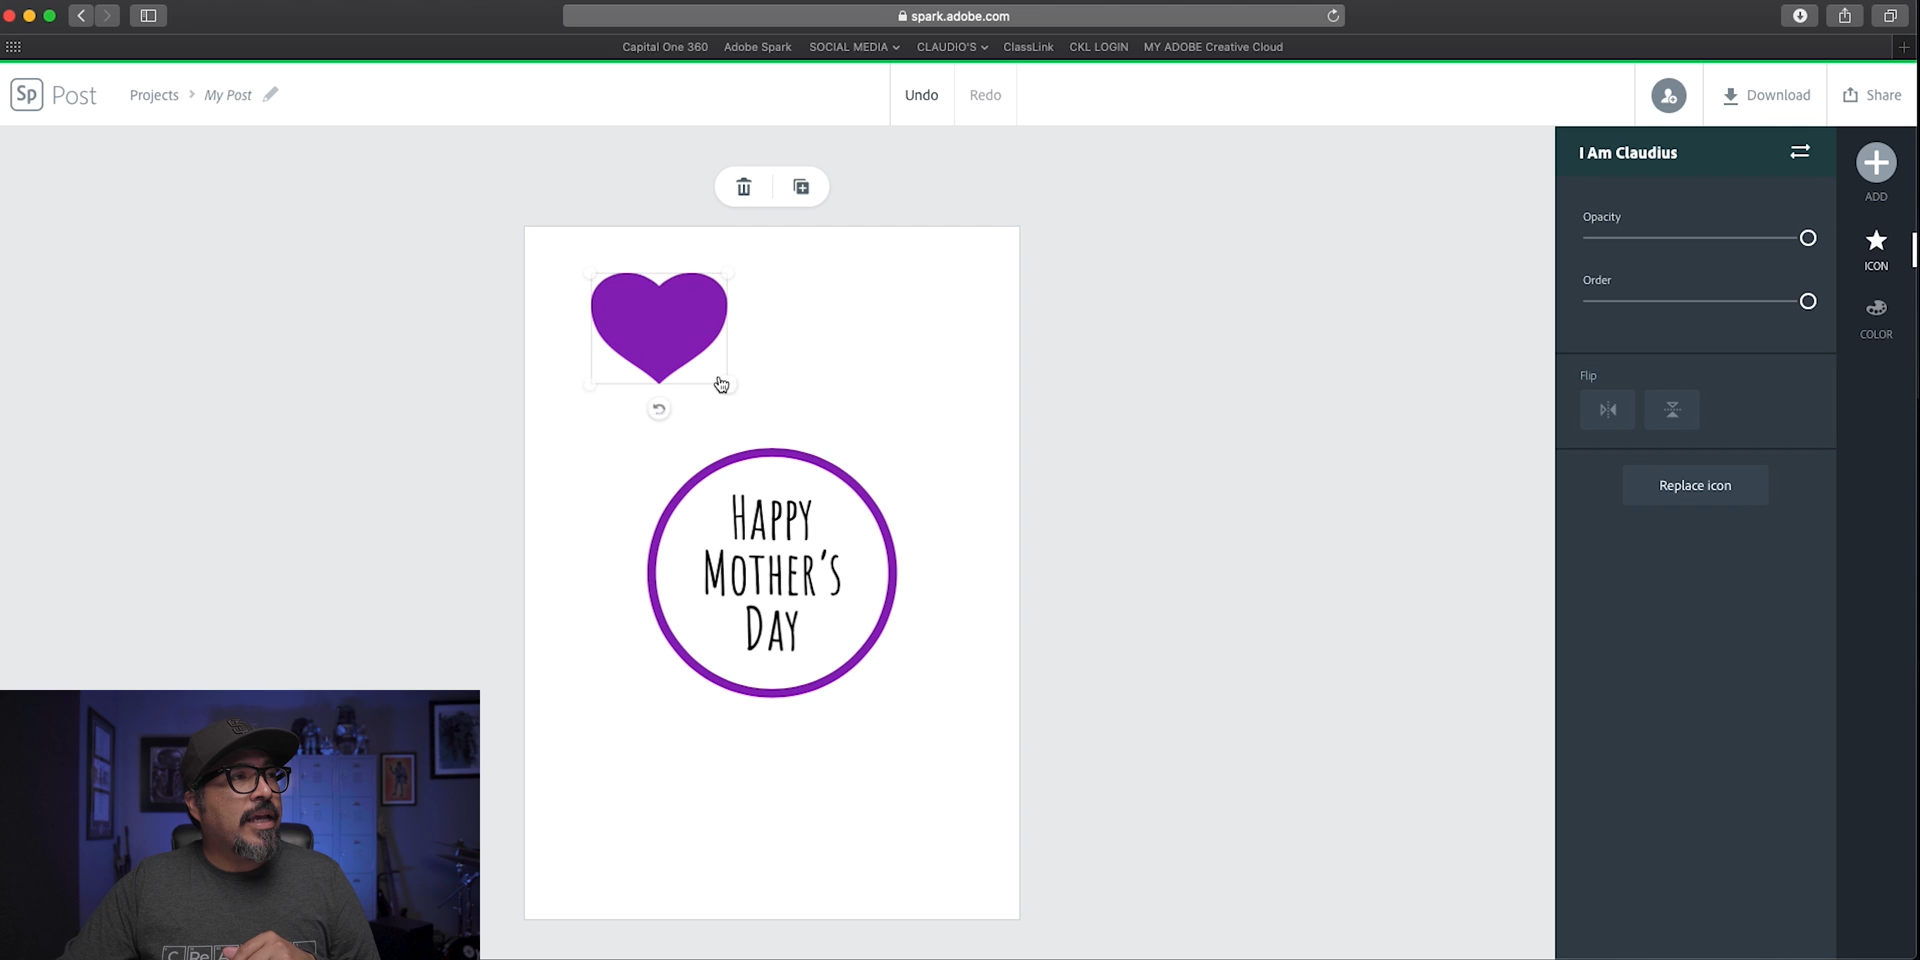 spark.adobe.com
Capital One 360 Adobe Spark SOCIAL MEDIA CLAUDIO'S ClassLink CKL LOGIN MY ADOBE Creative Cloud
Sp Post Projects > My Post Undo Redo Download Share
I Am Claudius
ADD
Opacity
ICON
Order
COLOR
Flip
Replace icon
HAPPY
MOTHER'S
DAY